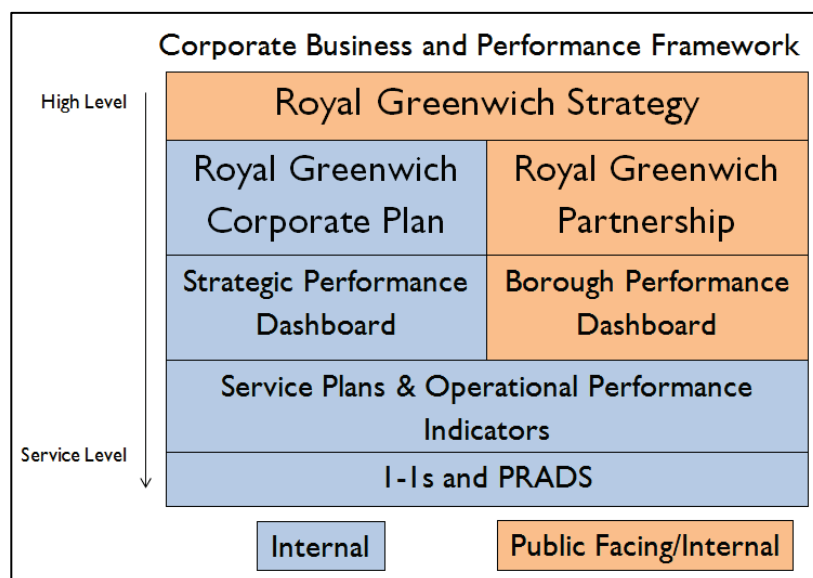 Corporate Business and Performance Framework
High Level
Royal Greenwich Strategy
Royal Greenwich
Corporate Plan
Royal Greenwich
Partnership
Strategic Performance
Dashboard
Borough Performance
Dashboard
Service Plans & Operational Performance
Indicators
Service Level
1-1s and PRADS
Internal
Public Facing/Internal